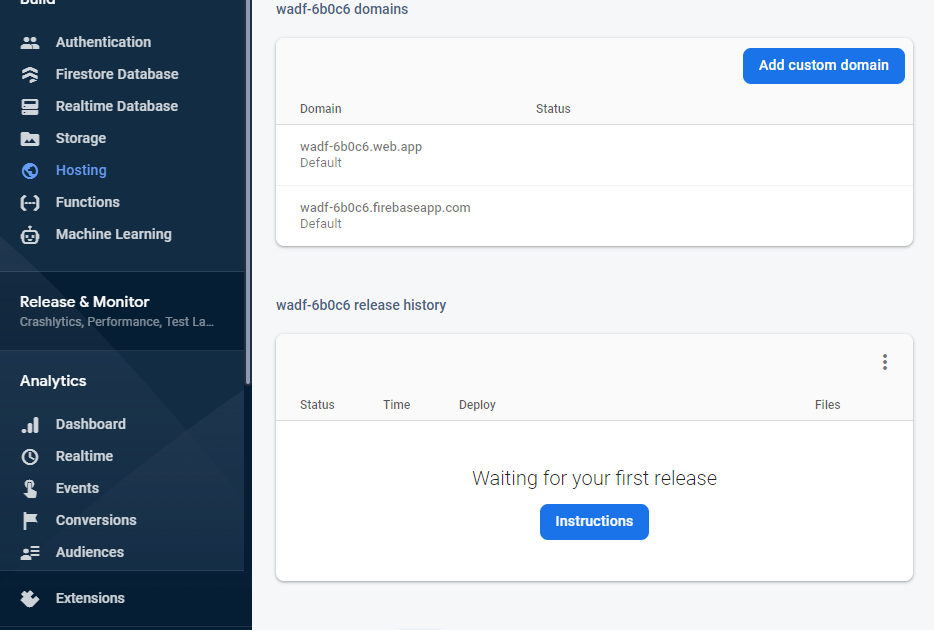 Build
Authentication
Firestore Database
Realtime Database
Storage
Hosting
Functions
Machine Learning
Release & Monitor
Crashlytics, Performance, Test La...
Analytics
Dashboard
Realtime
Events
Conversions
Audiences
Extensions
wadf-6b0c6 domains
Add custom domain
Domain Status
wadf-6b0c6.web.app
Default
wadf-6b0c6.firebaseapp.com
Default
wadf-6b0c6 release history
Status Time Deploy Files
Waiting for your first release
Instructions